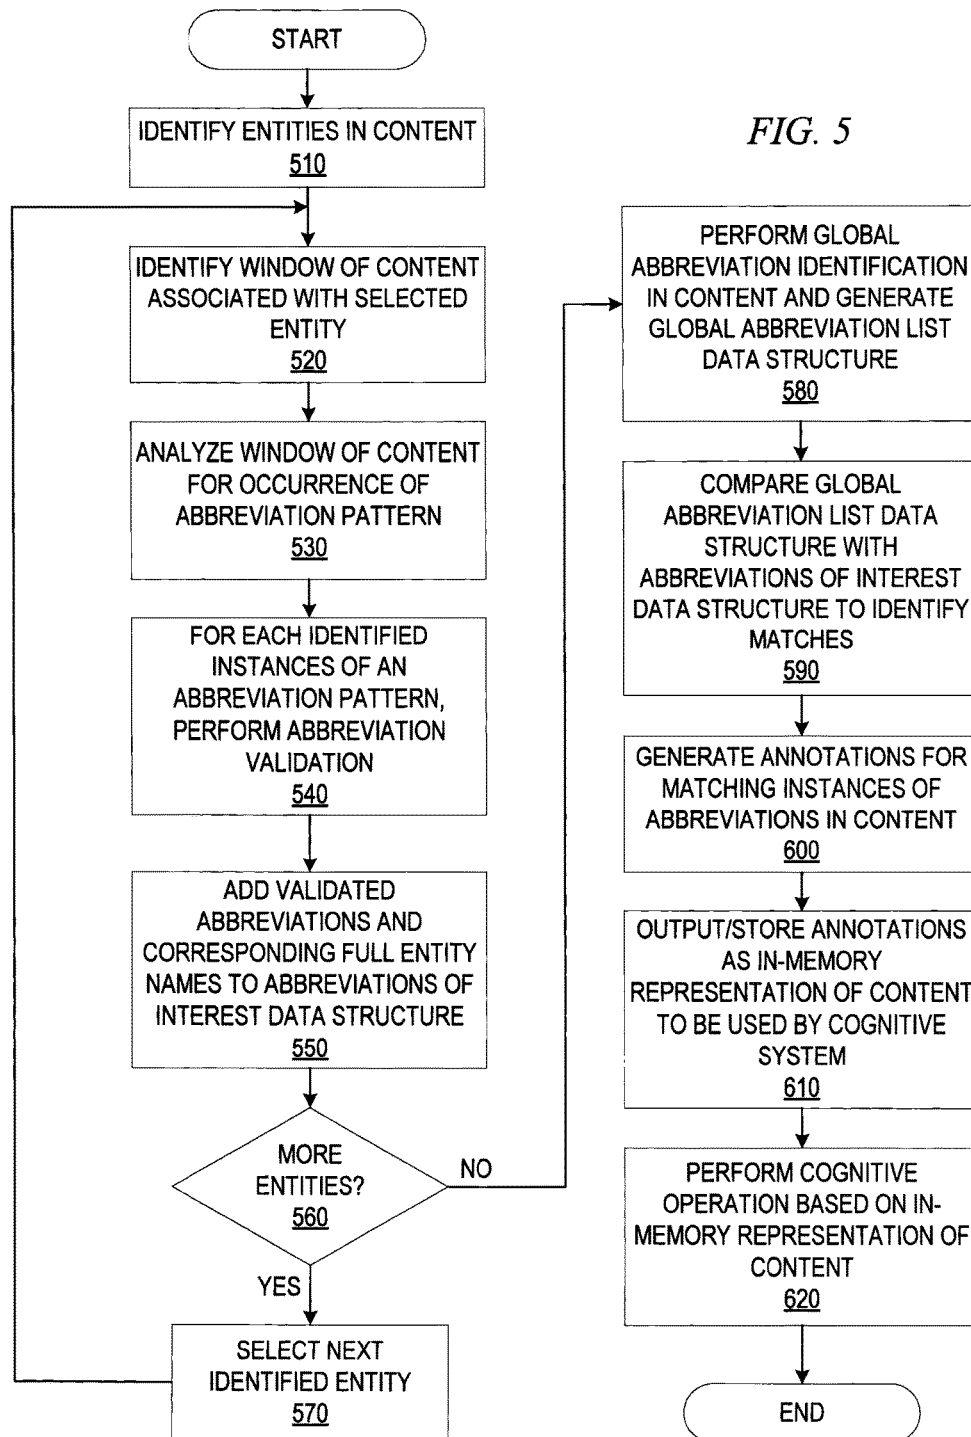 START
IDENTIFY ENTITIES IN CONTENT
510
IDENTIFY WINDOW OF CONTENT
ASSOCIATED WITH SELECTED
ENTITY
520
ANALYZE WINDOW OF CONTENT
FOR OCCURRENCE OF
ABBREVIATION PATTERN
530
FOR EACH IDENTIFIED
INSTANCES OF AN
ABBREVIATION PATTERN,
PERFORM ABBREVIATION
VALIDATION
540
ADD VALIDATED
ABBREVIATIONS AND
CORRESPONDING FULL ENTITY
NAMES TO ABBREVIATIONS OF
INTEREST DATA STRUCTURE
550
MORE
ENTITIES?
560
NO
YES
SELECT NEXT
IDENTIFIED ENTITY
570
FIG. 5
PERFORM GLOBAL
ABBREVIATION IDENTIFICATION
IN CONTENT AND GENERATE
GLOBAL ABBREVIATION LIST
DATA STRUCTURE
580
COMPARE GLOBAL
ABBREVIATION LIST DATA
STRUCTURE WITH
ABBREVIATIONS OF INTEREST
DATA STRUCTURE TO IDENTIFY
MATCHES
590
GENERATE ANNOTATIONS FOR
MATCHING INSTANCES OF
ABBREVIATIONS IN CONTENT
600
OUTPUT/STORE ANNOTATIONS
AS IN-MEMORY
REPRESENTATION OF CONTENT
TO BE USED BY COGNITIVE
SYSTEM
610
PERFORM COGNITIVE
OPERATION BASED ON IN-
MEMORY REPRESENTATION OF
CONTENT
620
END